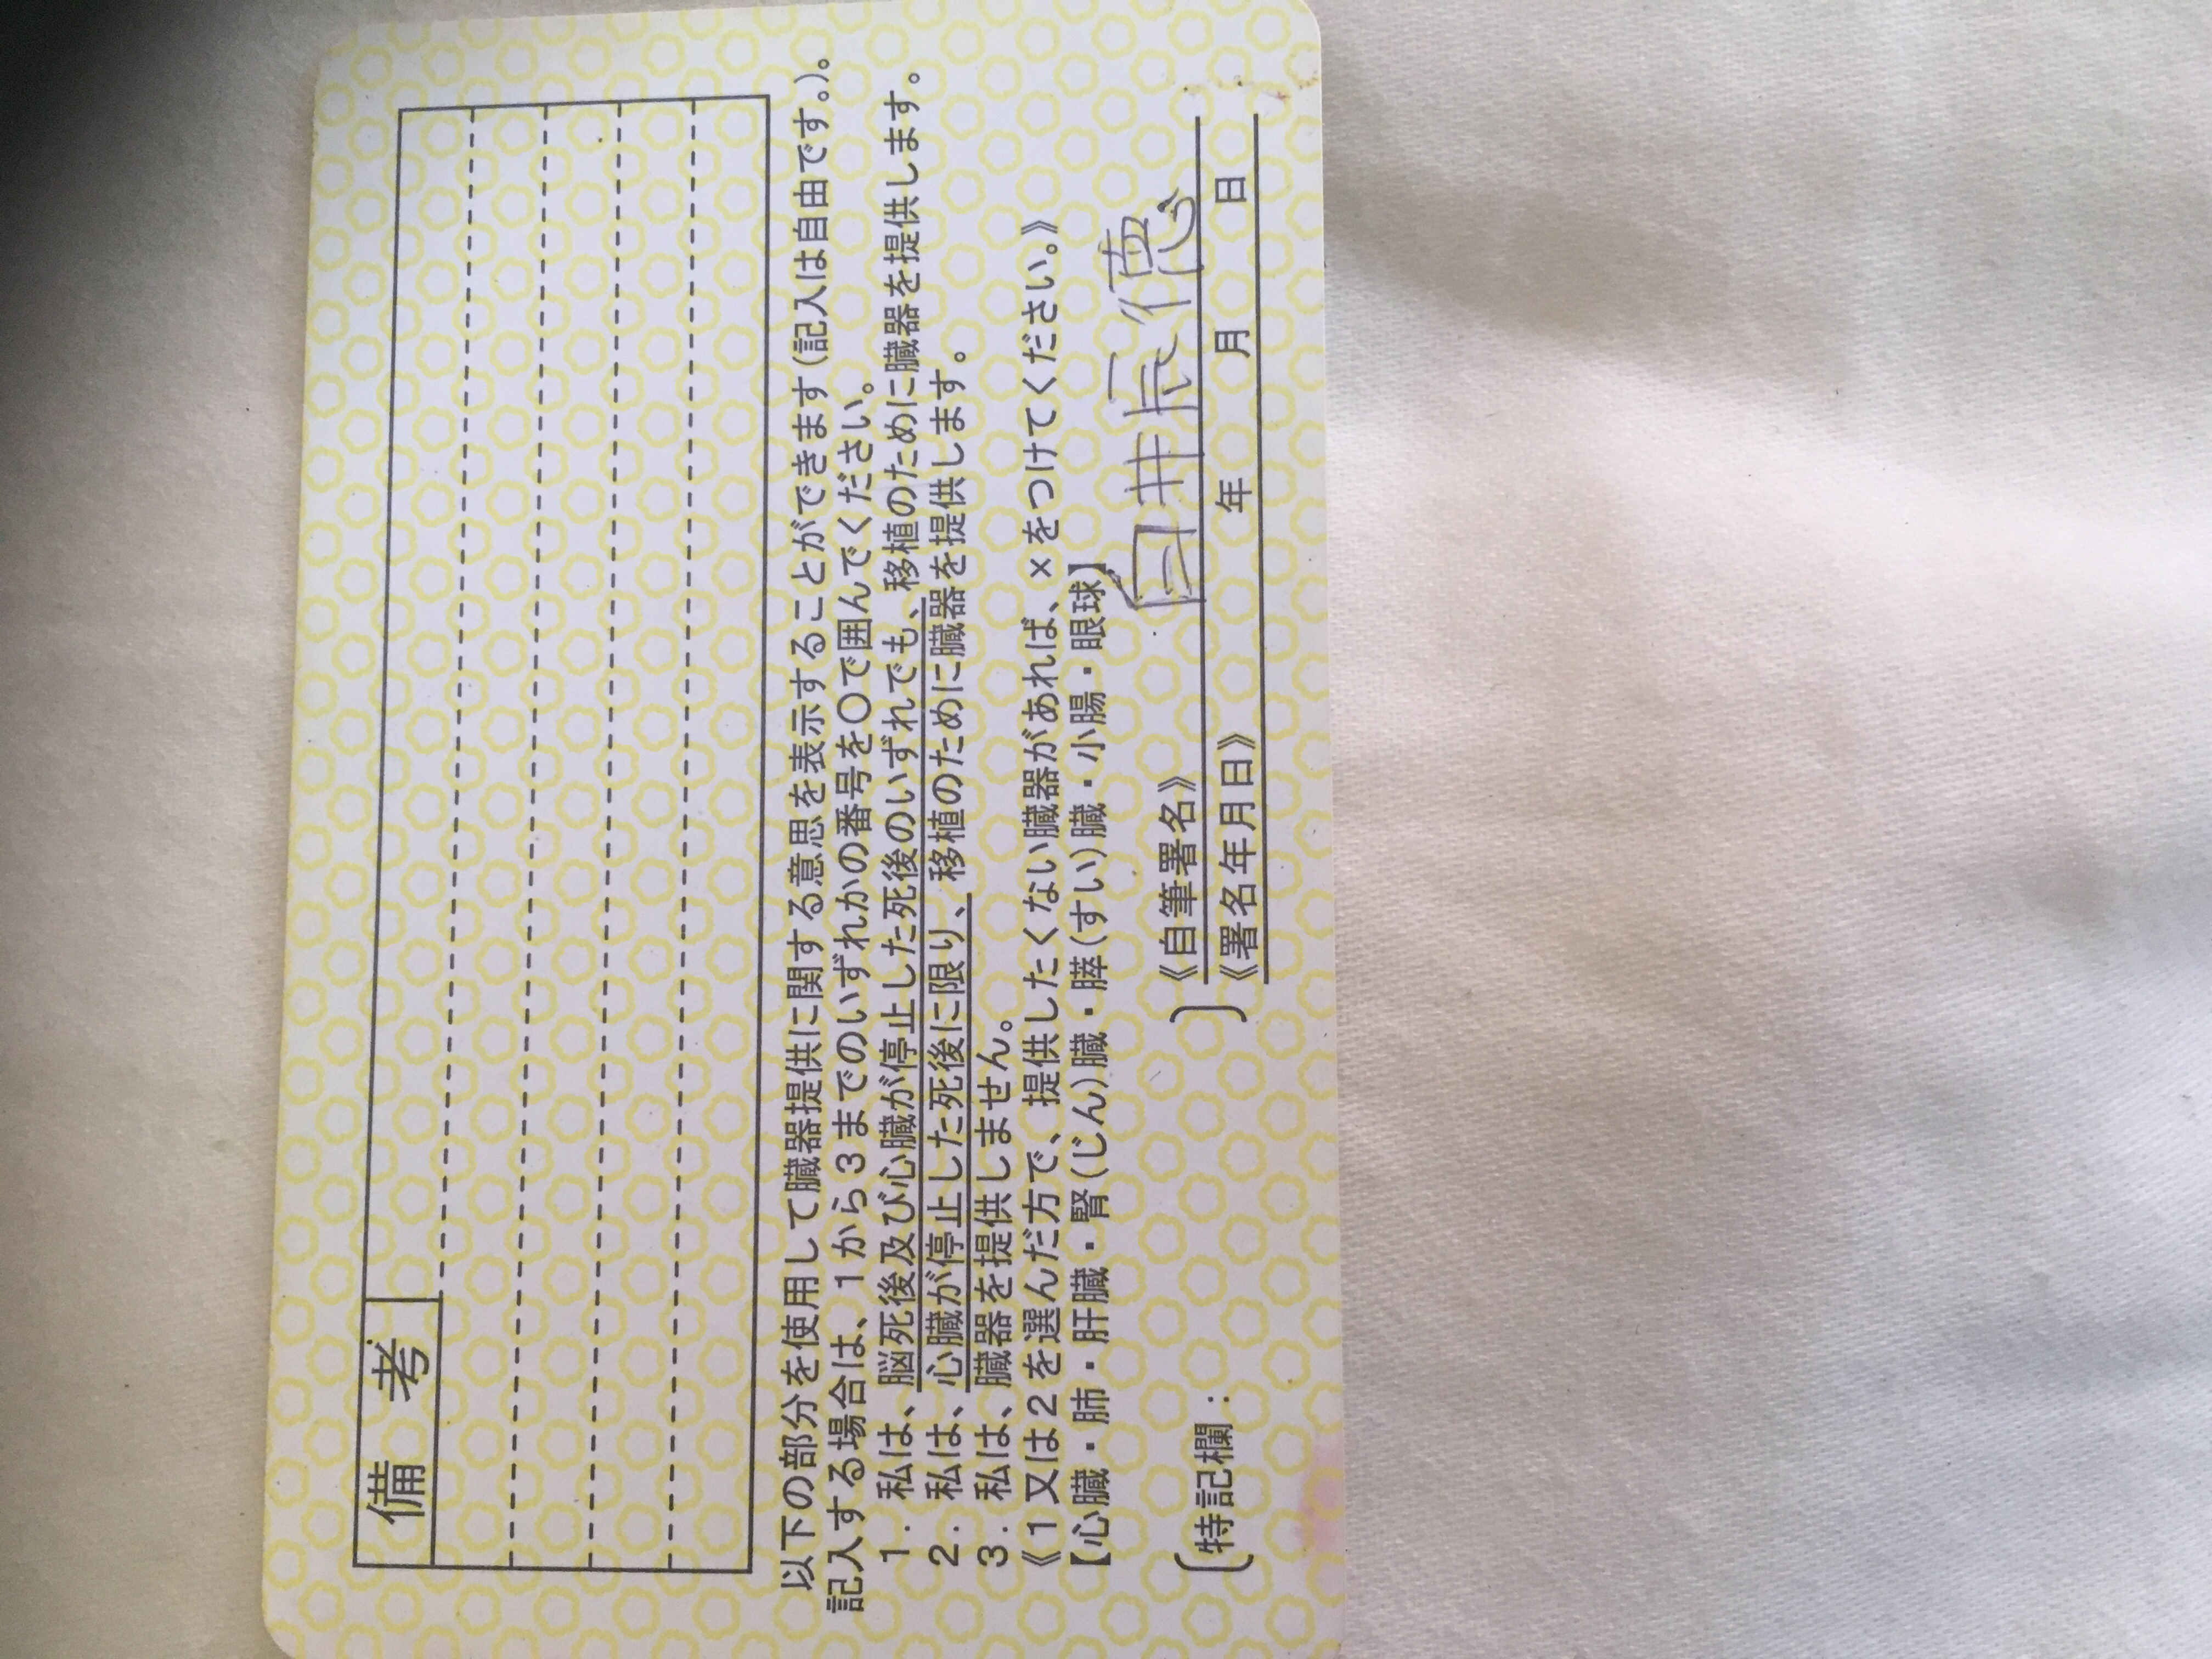 備 考
以下の部分を使用して臓器提供に関する意思を表示することができます(記入は自由です。)。
記入する場合は、1から3までのいずれかの番号を〇で囲んでください。
1. 私は、脳死後及び心臓が停止した死後のいずれでも、移植のために臓器を提供します。
2. 私は、心臓が停止した死後に限り、移植のために臓器を提供します。
3. 私は、臓器を提供しません。
《1又は2を選んだ方で、提供したくない臓器があれば、×をつけてください。》
【心臓・肺・肝臓・腎(じん)臓・膵(すい)臓・小腸・眼球】
〔特記欄: 〕
《自筆署名》 白井辰徳
《署名年月日》 年 月 日